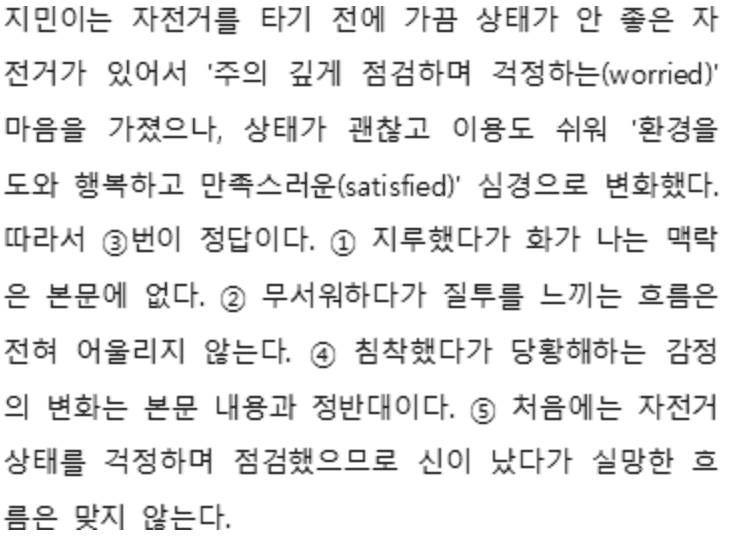 지민이는 자전거를 타기 전에 가끔 상태가 안 좋은 자
전거가 있어서 '주의 깊게 점검하며 걱정하는(worried)'
마음을 가졌으나, 상태가 괜찮고 이용도 쉬워 '환경을
도와 행복하고 만족스러운(satisfied)' 심경으로 변화했다.
따라서 ③번이 정답이다. ① 지루했다가 화가 나는 맥락
은 본문에 없다. ② 무서워하다가 질투를 느끼는 흐름은
전혀 어울리지 않는다. ④ 침착했다가 당황해하는 감정
의 변화는 본문 내용과 정반대이다. ⑤ 처음에는 자전거
상태를 걱정하며 점검했으므로 신이 났다가 실망한 흐
름은 맞지 않는다.